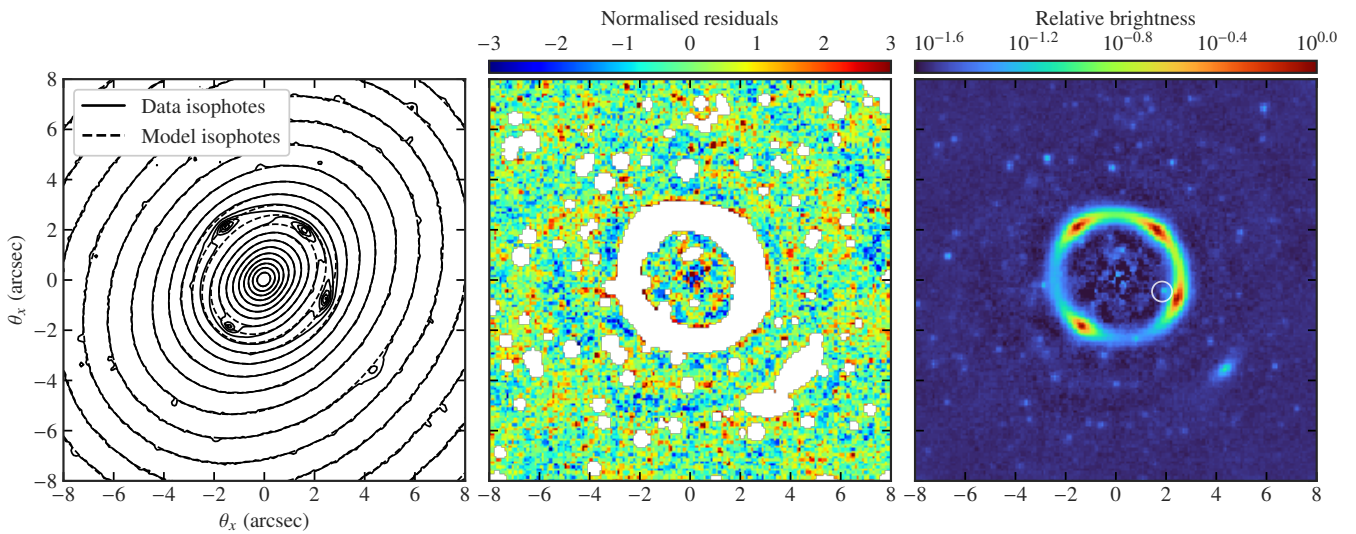 Normalised residuals
−3 −2 −1 0 1 2 3
Relative brightness
10^−1.6 10^−1.2 10^−0.8 10^−0.4 10^0.0
8
6
4
2
0
−2
−4
−6
−8
θx (arcsec)
Data isophotes
Model isophotes
−8 −6 −4 −2 0 2 4 6 8
θx (arcsec)
−8 −6 −4 −2 0 2 4 6 8
−8 −6 −4 −2 0 2 4 6 8